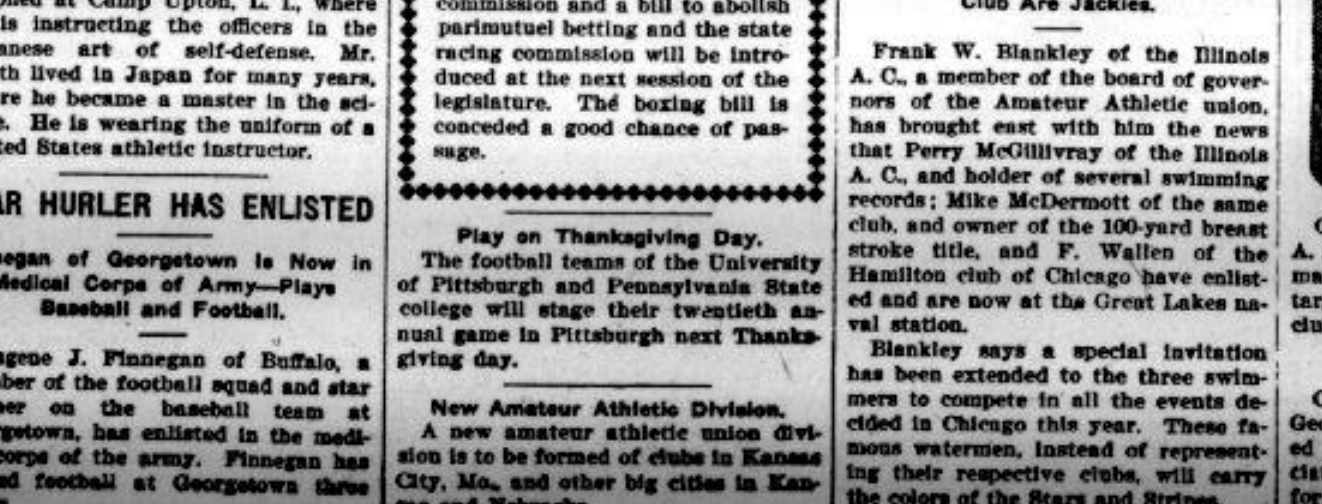 at Camp Upton, L. I., where
is instructing the officers in the
art of self-defense. Mr.
lived in Japan for many years,
he became a master in the sci-
He is wearing the uniform of a
States athletic instructor.
HURLER HAS ENLISTED
of Georgetown Is Now in
Medical Corps of Army—Plays
Baseball and Football.
J. Finnegan of Buffalo, a
of the football squad and star
on the baseball team at
has enlisted in the medi-
corps of the army. Finnegan has
football at Georgetown three
commission and a bill to abolish
parimutuel betting and the state
racing commission will be intro-
duced at the next session of the
legislature. The boxing bill is
conceded a good chance of pas-
sage.
Play on Thanksgiving Day.
The football teams of the University
of Pittsburgh and Pennsylvania State
college will stage their twentieth an-
nual game in Pittsburgh next Thanks-
giving day.
New Amateur Athletic Division.
A new amateur athletic union divi-
sion is to be formed of clubs in Kansas
City, Mo., and other big cities in Kan-
and Nebraska
Club Are Jackies.
Frank W. Blankley of the Illinois
A. C., a member of the board of gover-
nors of the Amateur Athletic union,
has brought east with him the news
that Perry McGillivray of the Illinois
A. C., and holder of several swimming
records; Mike McDermott of the same
club, and owner of the 100-yard breast
stroke title, and F. Wallen of the
Hamilton club of Chicago have enlist-
ed and are now at the Great Lakes na-
val station.
Blankley says a special invitation
has been extended to the three swim-
mers to compete in all the events de-
cided in Chicago this year. These fa-
mous watermen, instead of represent-
ing their respective clubs, will carry
the colors of the Stars and Stripes
A.